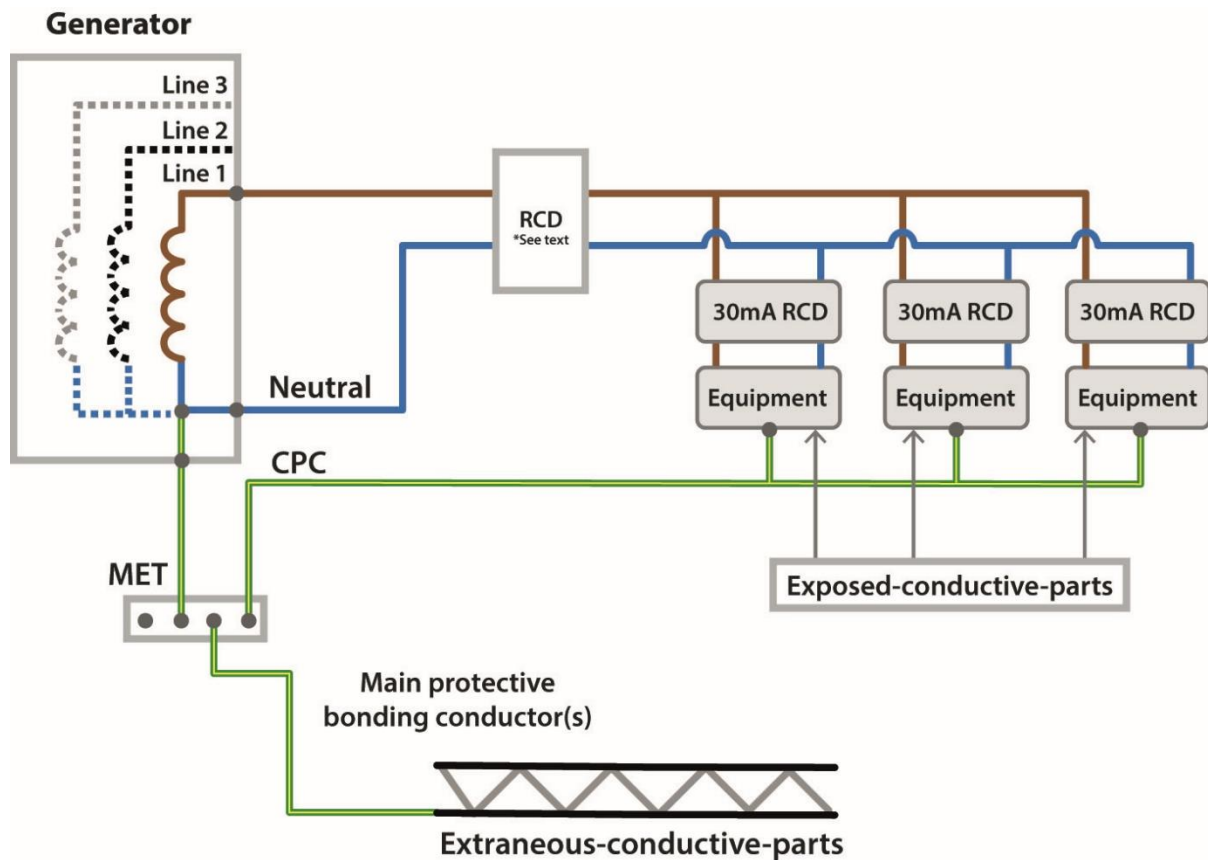 Generator
Line 3
Line 2
Line 1
RCD
*See text
30mA RCD
30mA RCD
30mA RCD
Neutral
Equipment
Equipment
Equipment
CPC
MET
Exposed-conductive-parts
Main protective
bonding conductor(s)
Extraneous-conductive-parts